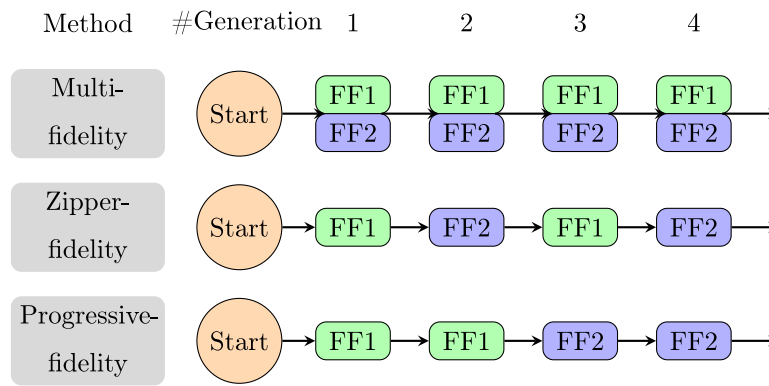 Method #Generation 1 2 3 4
Multi-
fidelity
Start
FF1 FF1 FF1 FF1
FF2 FF2 FF2 FF2
Zipper-
fidelity
Start FF1 FF2 FF1 FF2
Progressive-
fidelity
Start FF1 FF1 FF2 FF2